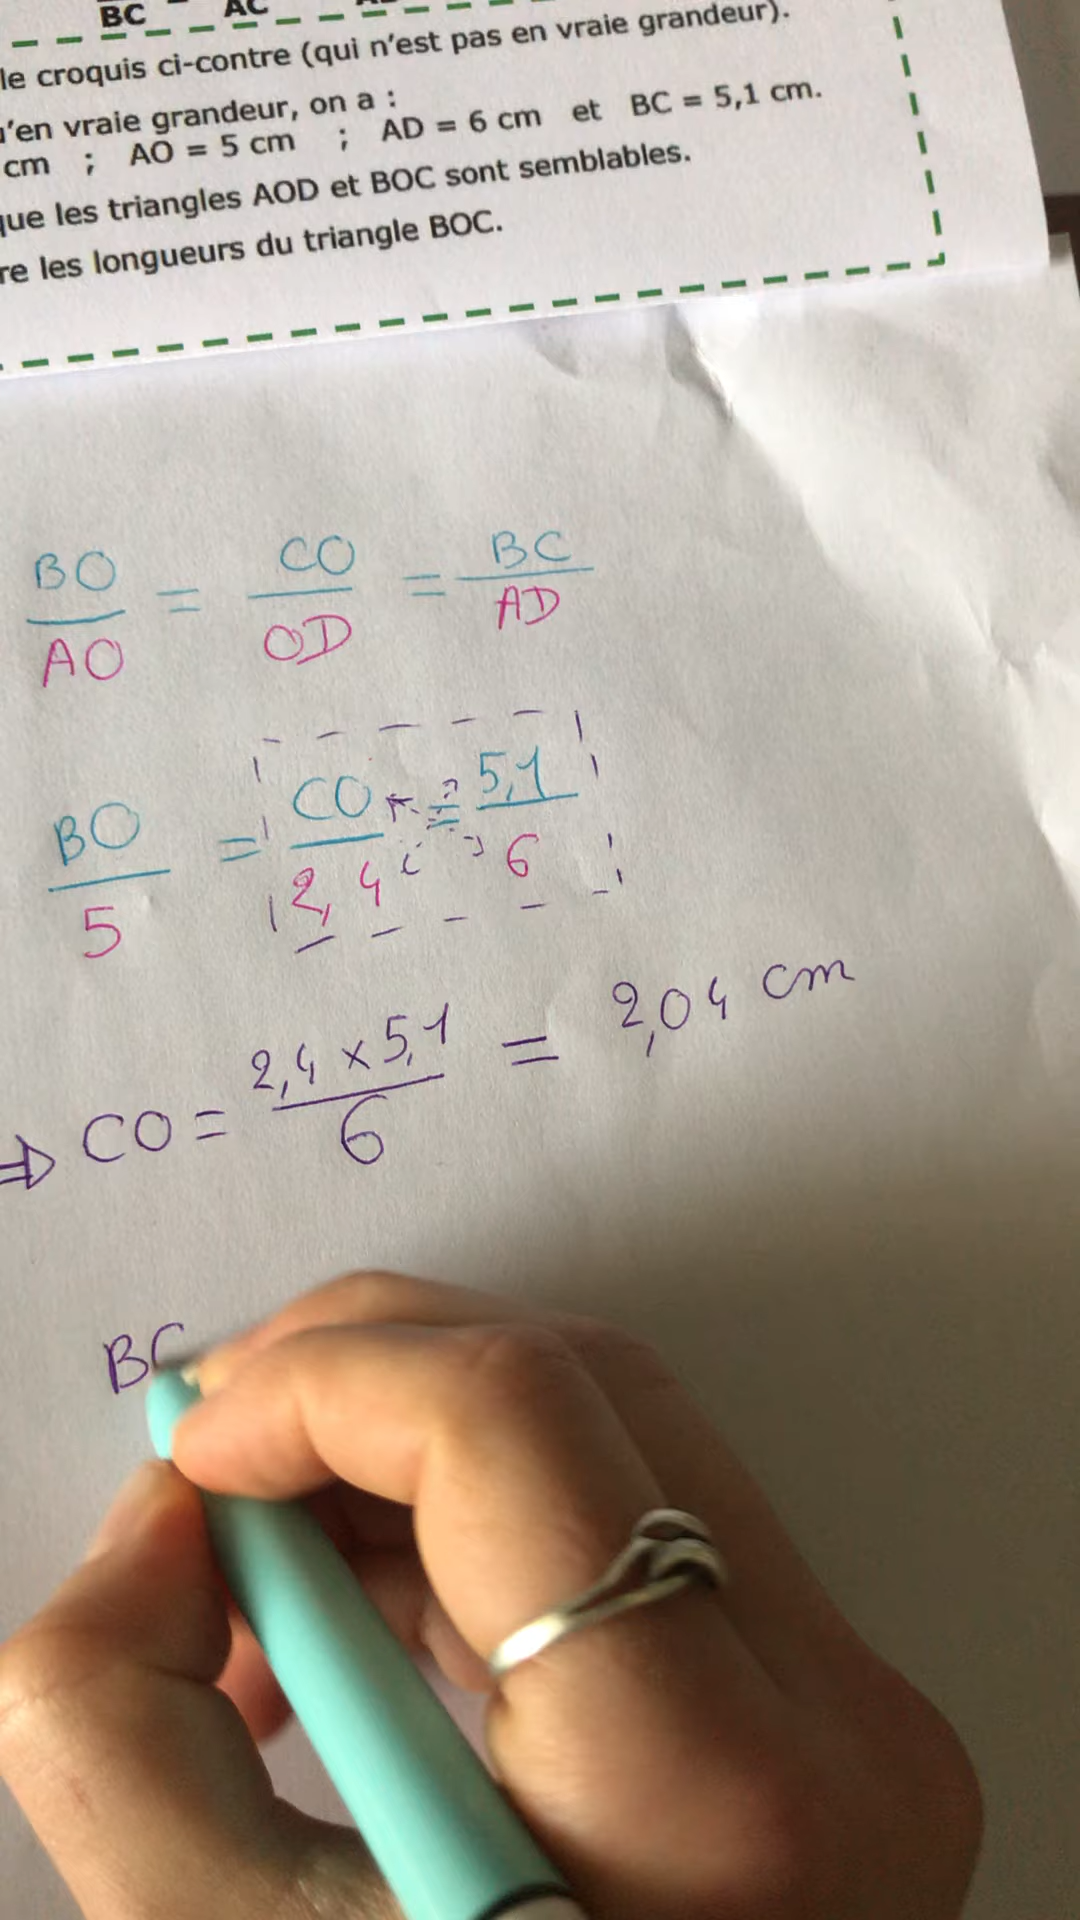 BC AC
le croquis ci-contre (qui n'est pas en vraie grandeur).
u'en vraie grandeur, on a :
cm ; AO = 5 cm ; AD = 6 cm et BC = 5,1 cm.
que les triangles AOD et BOC sont semblables.
re les longueurs du triangle BOC.
BO/AO = CO/OD = BC/AD
BO/5 = CO/2,4 = 5,1/6
⇒ CO = 2,4 × 5,1/6 = 2,04 cm